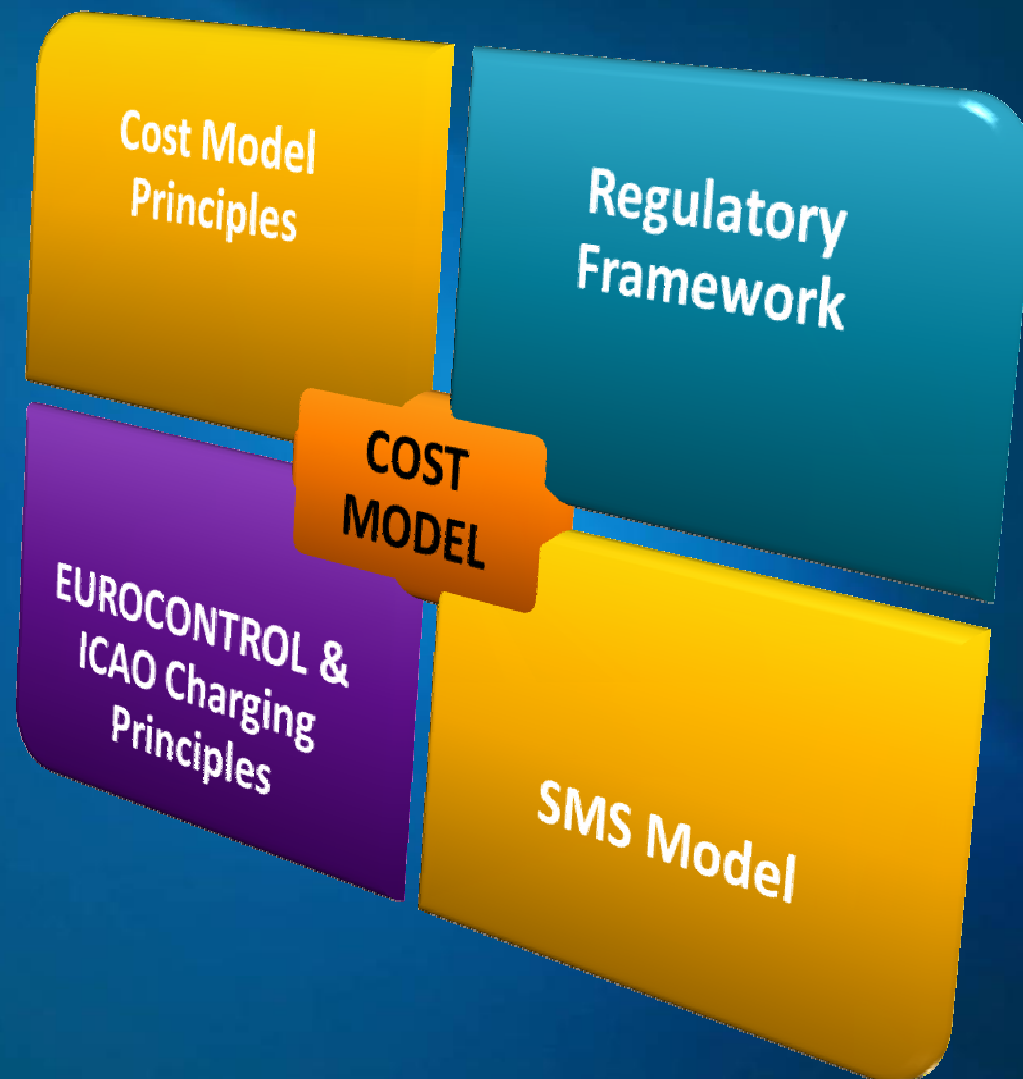 Cost Model
Principles
Regulatory
Framework
COST
MODEL
EUROCONTROL &
ICAO Charging
Principles
SMS Model